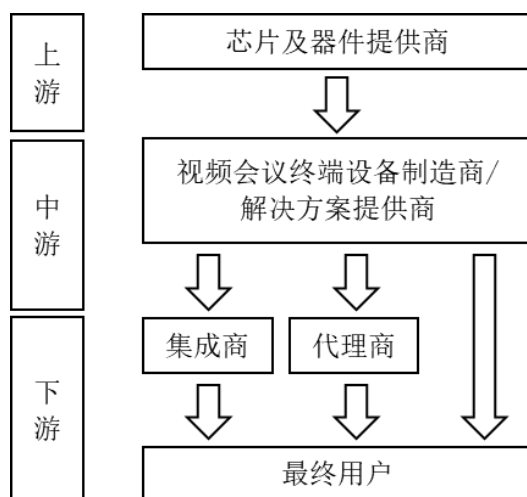 上游
芯片及器件提供商
中游
视频会议终端设备制造商/
解决方案提供商
下游
集成商
代理商
最终用户